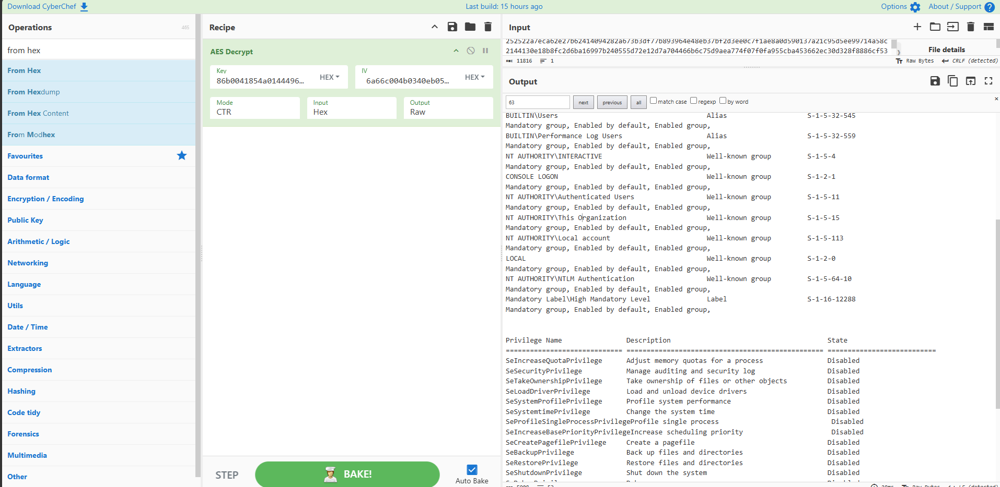 Download CyberChef
Last build: 15 hours ago
Options
About / Support
Operations
465
from hex
From Hex
From Hexdump
From Hex Content
From Modhex
Favourites
Data format
Encryption / Encoding
Public Key
Arithmetic / Logic
Networking
Language
Utils
Date / Time
Extractors
Compression
Hashing
Code tidy
Forensics
Multimedia
Other
Recipe
AES Decrypt
Key
86b0041854a0144496...
HEX
IV
6a66c004b0340eb05...
HEX
Mode
CTR
Input
Hex
Output
Raw
STEP
BAKE!
Auto Bake
Input
252522a7eca62e27b62414094282a673b3df77b893964e48eb37bf2d3ee0c7f1ae8a0d590137a21c95d5ee99714a58c
2144130e18b8fc2d6ba16997b240555d72e12d7a704466b6c75d9aea774f07f0fa955cba453662ec30d328f8886cf53
File details
ABC 11816 1
Tт Raw Bytes CRLF (detected)
Output
63
next
previous
all
match case
regexp
by word
BUILTIN\Users Alias S-1-5-32-545
Mandatory group, Enabled by default, Enabled group,
BUILTIN\Performance Log Users Alias S-1-5-32-559
Mandatory group, Enabled by default, Enabled group,
NT AUTHORITY\INTERACTIVE Well-known group S-1-5-4
Mandatory group, Enabled by default, Enabled group,
CONSOLE LOGON Well-known group S-1-2-1
Mandatory group, Enabled by default, Enabled group,
NT AUTHORITY\Authenticated Users Well-known group S-1-5-11
Mandatory group, Enabled by default, Enabled group,
NT AUTHORITY\This Organization Well-known group S-1-5-15
Mandatory group, Enabled by default, Enabled group,
NT AUTHORITY\Local account Well-known group S-1-5-113
Mandatory group, Enabled by default, Enabled group,
LOCAL Well-known group S-1-2-0
Mandatory group, Enabled by default, Enabled group,
NT AUTHORITY\NTLM Authentication Well-known group S-1-5-64-10
Mandatory group, Enabled by default, Enabled group,
Mandatory Label\High Mandatory Level Label S-1-16-12288
Mandatory group, Enabled by default, Enabled group,
Privilege Name Description State
============================= ================================================= ===========================
SeIncreaseQuotaPrivilege Adjust memory quotas for a process Disabled
SeSecurityPrivilege Manage auditing and security log Disabled
SeTakeOwnershipPrivilege Take ownership of files or other objects Disabled
SeLoadDriverPrivilege Load and unload device drivers Disabled
SeSystemProfilePrivilege Profile system performance Disabled
SeSystemtimePrivilege Change the system time Disabled
SeProfileSingleProcessPrivilegeProfile single process Disabled
SeIncreaseBasePriorityPrivilegeIncrease scheduling priority Disabled
SeCreatePagefilePrivilege Create a pagefile Disabled
SeBackupPrivilege Back up files and directories Disabled
SeRestorePrivilege Restore files and directories Disabled
SeShutdownPrivilege Shut down the system Disabled